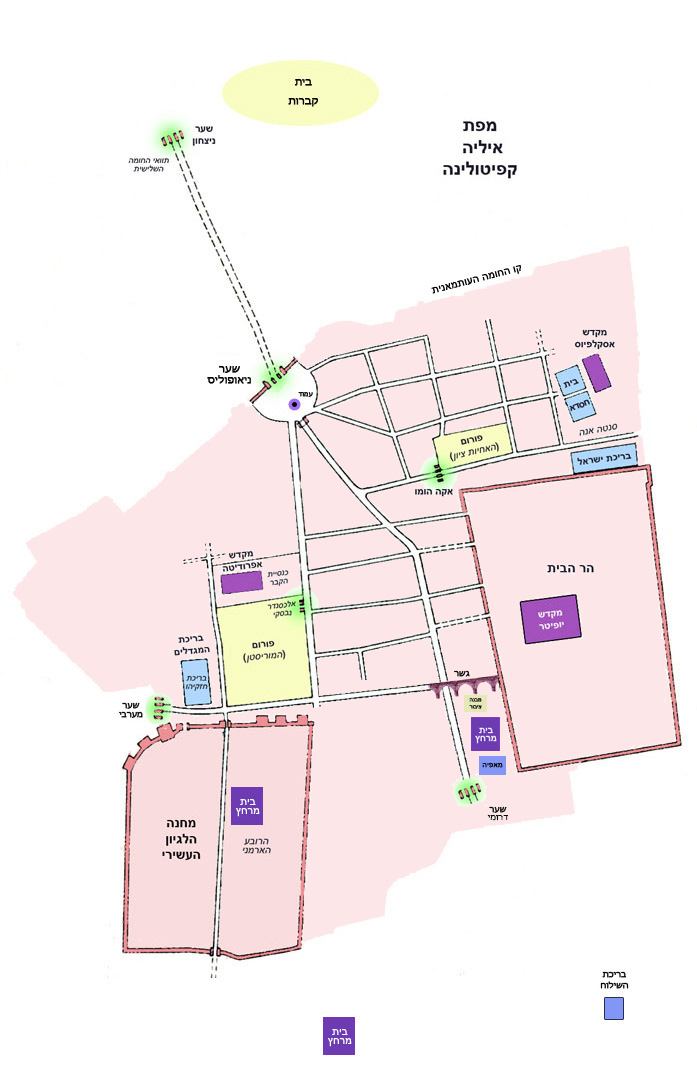 בית
קברות
מפת
איליה
קפיטולינה
שער
ניצחון
תוואי החומה
השלישית
קו החומה העותמאנית
מקדש
אסקלפיוס
שער
ניאופוליס
עמוד
בית
חסדא
פורום
(האחיות ציון)
סנטה אנה
בריכת ישראל
אקה הומו
מקדש
אפרודיטה
כנסיית
הקבר
אלכסנדר
נבסקי
הר הבית
מקדש
יופיטר
פורום
(המוריסטן)
בריכת
המגדלים
בריכת
חזקיהו
גשר
שער
מערבי
בית
מרחץ
מאפיה
שער
דרומי
בית
מרחץ
מחנה
הלגיון
העשירי
הרובע
הארמני
בריכת
השילוח
בית
מרחץ